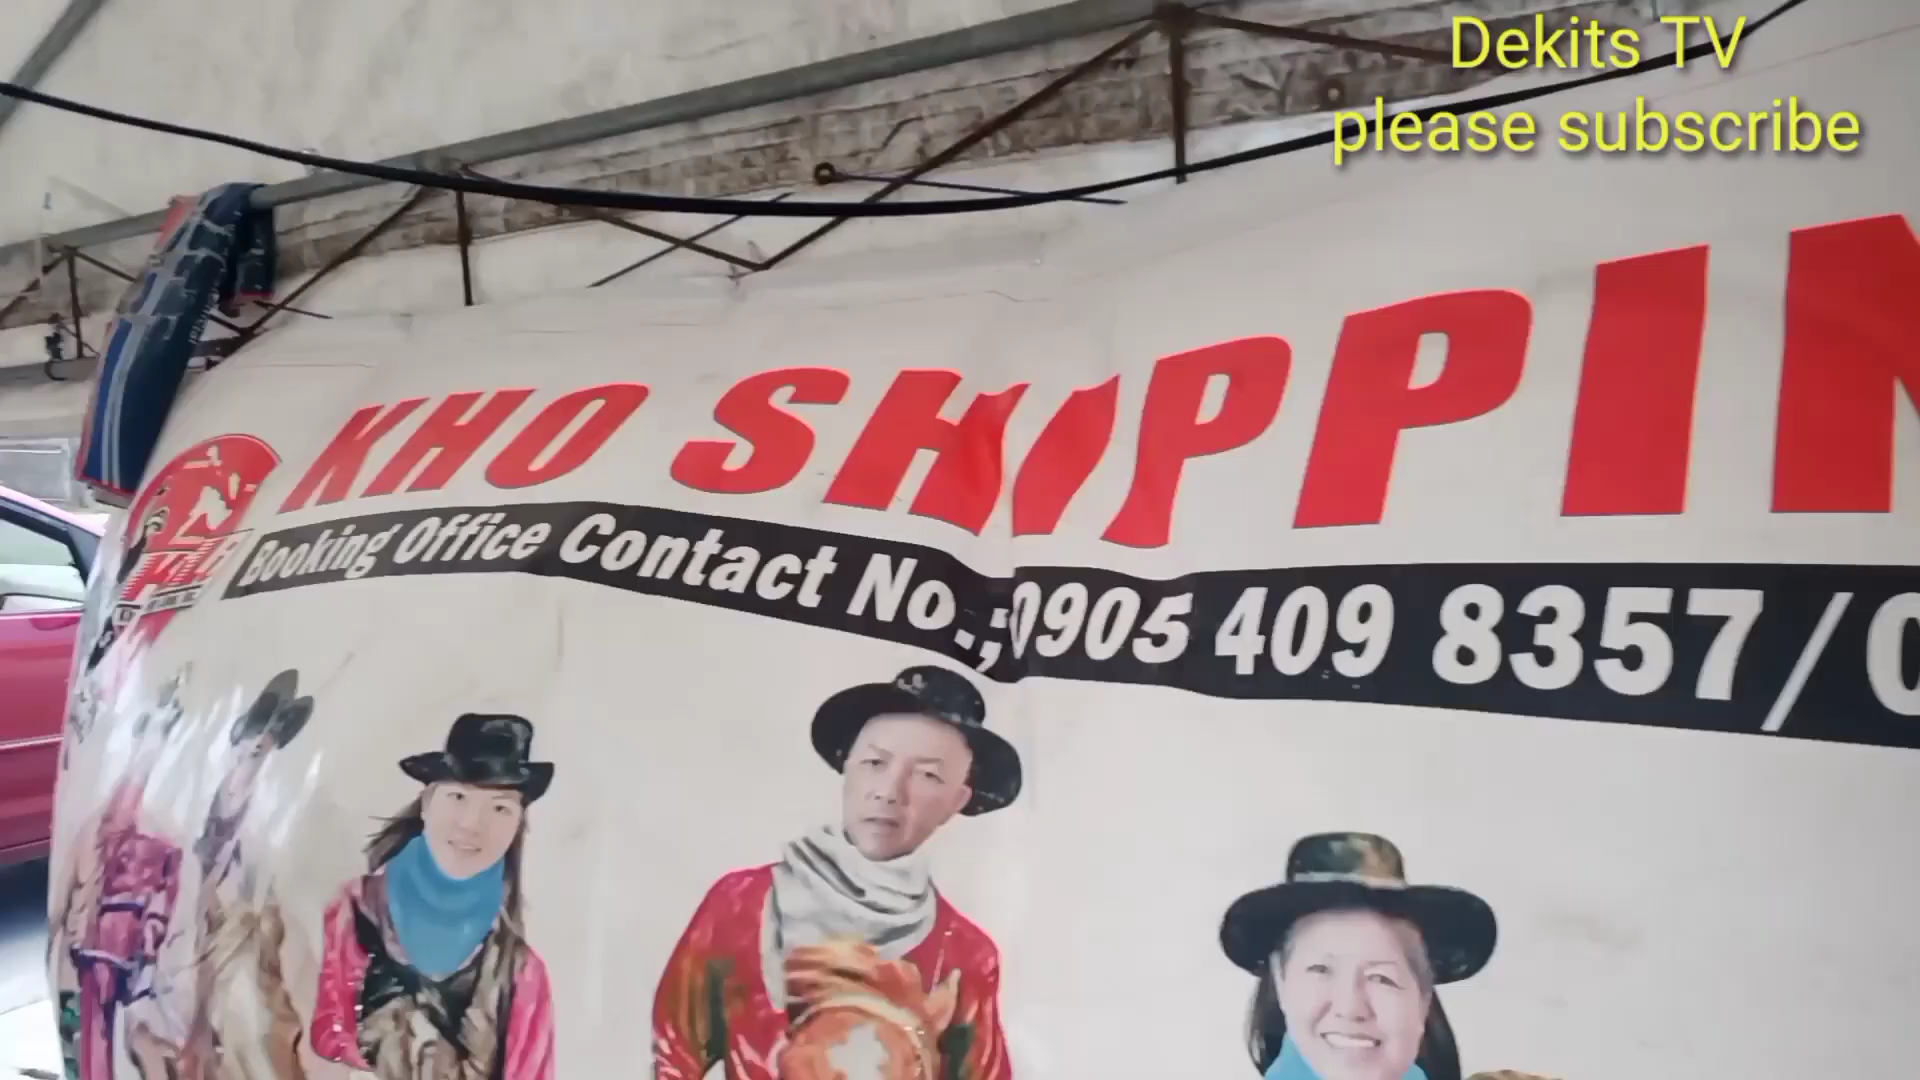 Dekits TV
please subscribe
KHO SHIPPIN
Booking Office Contact No.;0905 409 8357/0